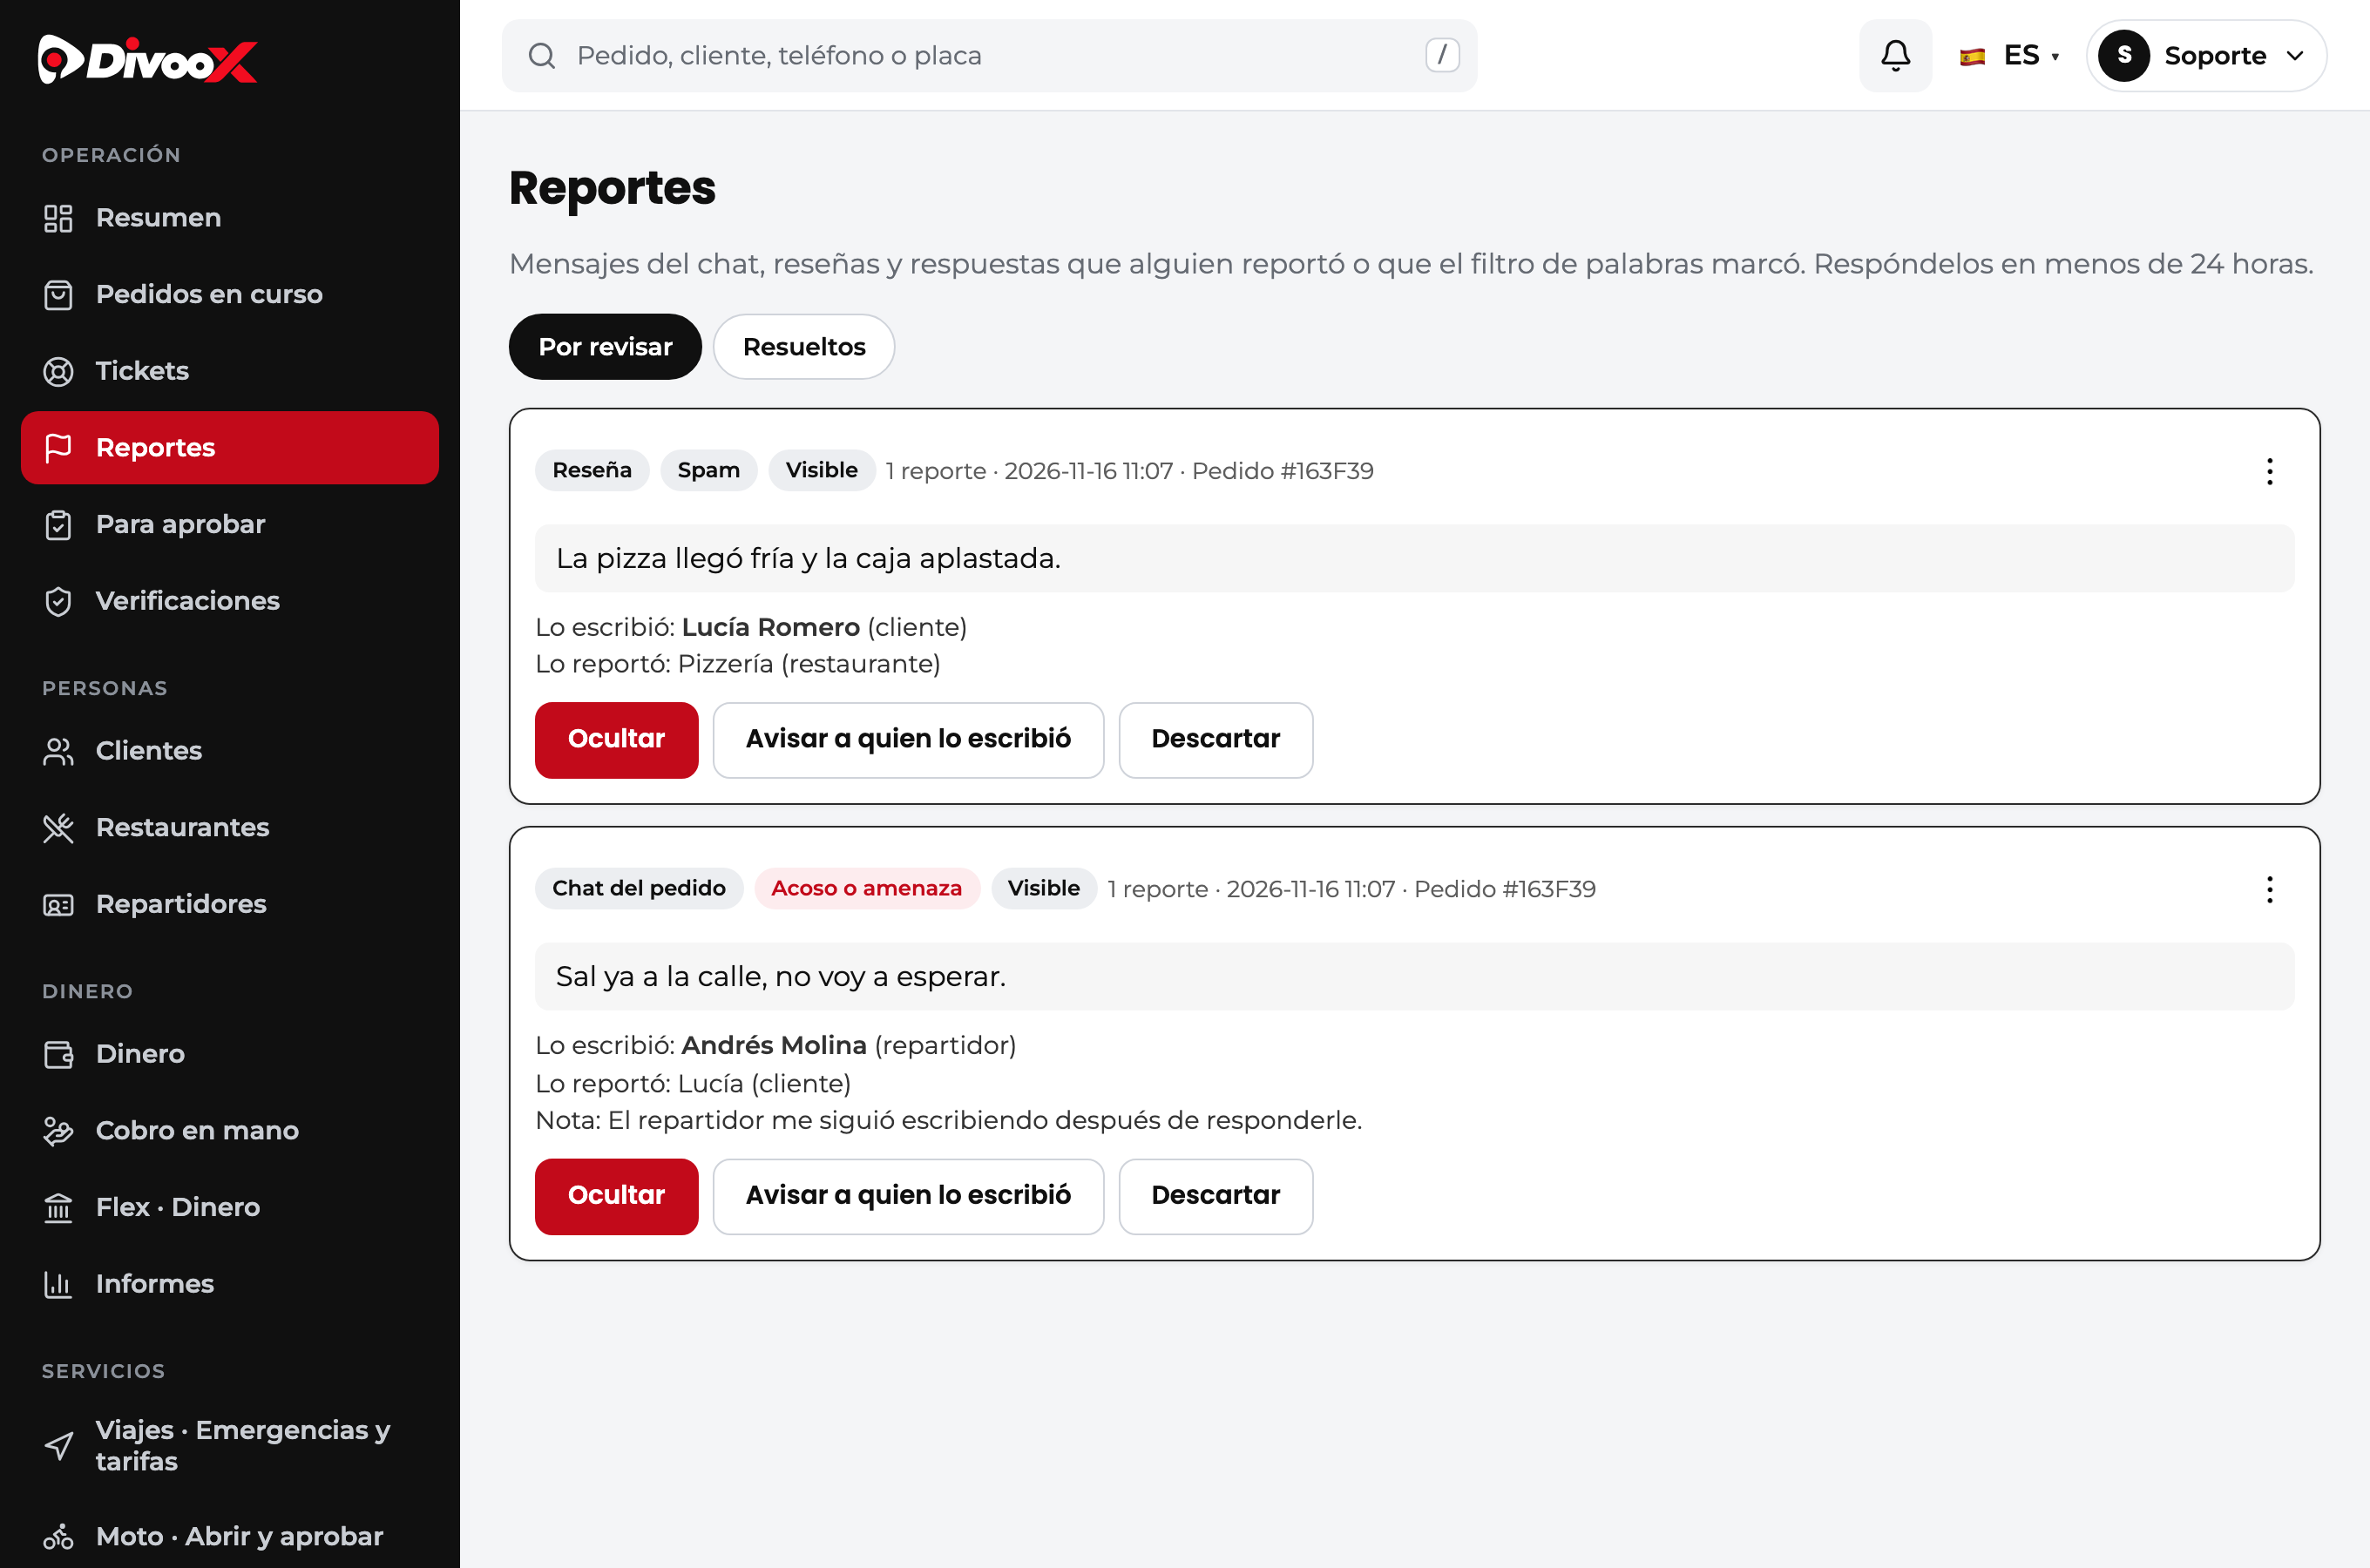 DivooX
Pedido, cliente, teléfono o placa
/
ES
S
Soporte
OPERACIÓN
Resumen
Pedidos en curso
Tickets
Reportes
Para aprobar
Verificaciones
PERSONAS
Clientes
Restaurantes
Repartidores
DINERO
Dinero
Cobro en mano
Flex · Dinero
Informes
SERVICIOS
Viajes · Emergencias y
tarifas
Moto · Abrir y aprobar
Reportes
Mensajes del chat, reseñas y respuestas que alguien reportó o que el filtro de palabras marcó. Respóndelos en menos de 24 horas.
Por revisar
Resueltos
Reseña Spam Visible 1 reporte · 2026-11-16 11:07 · Pedido #163F39
La pizza llegó fría y la caja aplastada.
Lo escribió: Lucía Romero (cliente)
Lo reportó: Pizzería (restaurante)
Ocultar Avisar a quien lo escribió Descartar
Chat del pedido Acoso o amenaza Visible 1 reporte · 2026-11-16 11:07 · Pedido #163F39
Sal ya a la calle, no voy a esperar.
Lo escribió: Andrés Molina (repartidor)
Lo reportó: Lucía (cliente)
Nota: El repartidor me siguió escribiendo después de responderle.
Ocultar Avisar a quien lo escribió Descartar